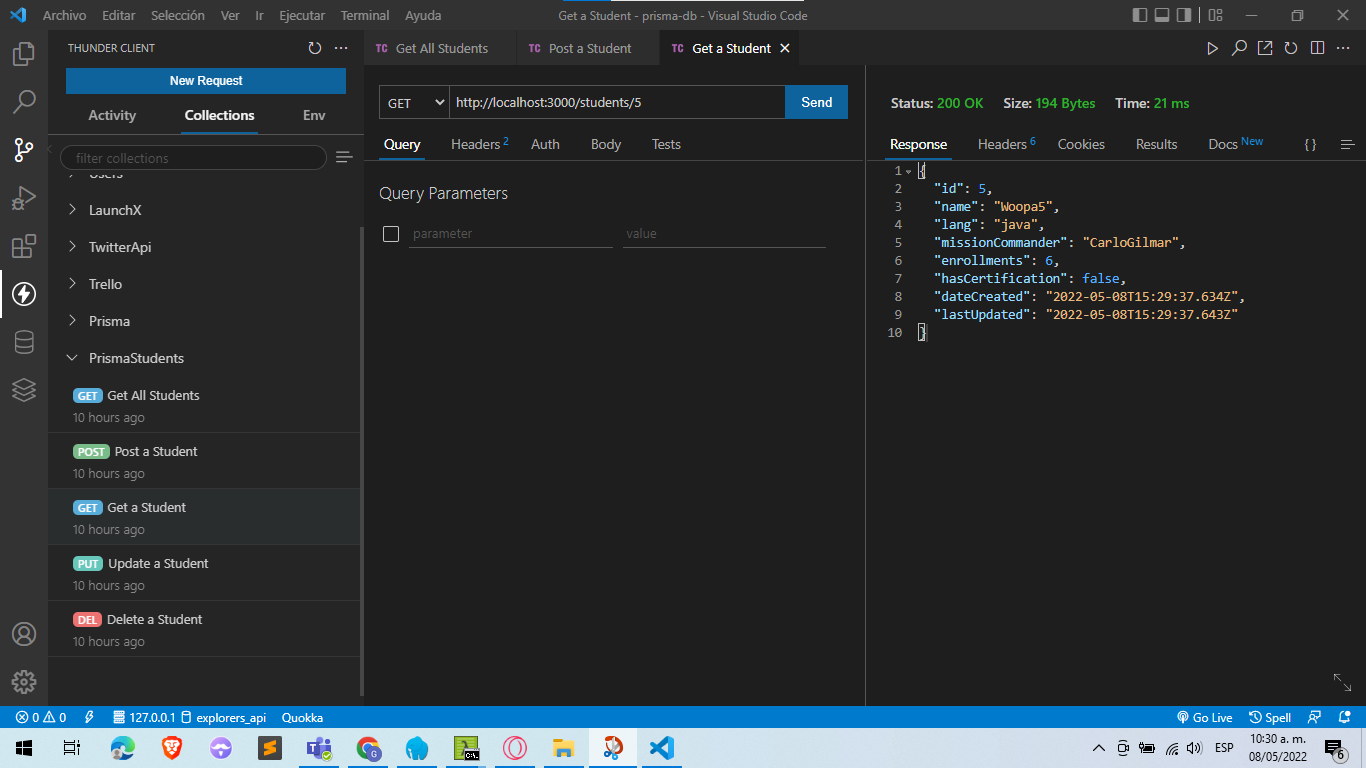 Archivo Editar Selección Ver Ir Ejecutar Terminal Ayuda
Get a Student - prisma-db - Visual Studio Code
THUNDER CLIENT
New Request
Activity Collections Env
filter collections
Users
LaunchX
TwitterApi
Trello
Prisma
PrismaStudents
GET Get All Students
10 hours ago
POST Post a Student
10 hours ago
GET Get a Student
10 hours ago
PUT Update a Student
10 hours ago
DEL Delete a Student
10 hours ago
TC Get All Students TC Post a Student TC Get a Student
GET http://localhost:3000/students/5 Send
Query Headers 2 Auth Body Tests
Query Parameters
parameter value
Status: 200 OK Size: 194 Bytes Time: 21 ms
Response Headers 6 Cookies Results Docs New { }
1 {
2 "id": 5,
3 "name": "Woopa5",
4 "lang": "java",
5 "missionCommander": "CarloGilmar",
6 "enrollments": 6,
7 "hasCertification": false,
8 "dateCreated": "2022-05-08T15:29:37.634Z",
9 "lastUpdated": "2022-05-08T15:29:37.643Z"
10 }
0 0 127.0.0.1 explorers_api Quokka Go Live Spell
ESP 10:30 a. m.
08/05/2022 6